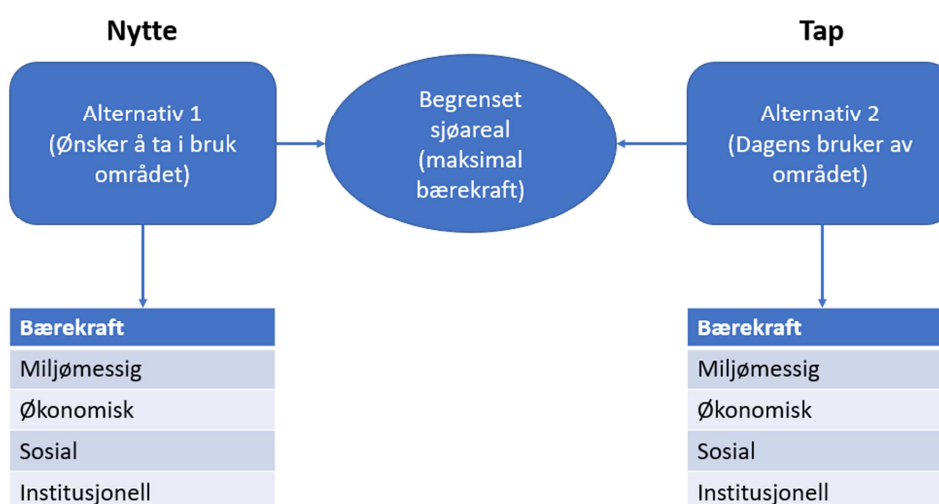 Nytte
Tap
Alternativ 1
(Ønsker å ta i bruk
området)
Begrenset
sjøareal
(maksimal
bærekraft)
Alternativ 2
(Dagens bruker av
området)
Bærekraft
Miljømessig
Økonomisk
Sosial
Institusjonell
Bærekraft
Miljømessig
Økonomisk
Sosial
Institusjonell